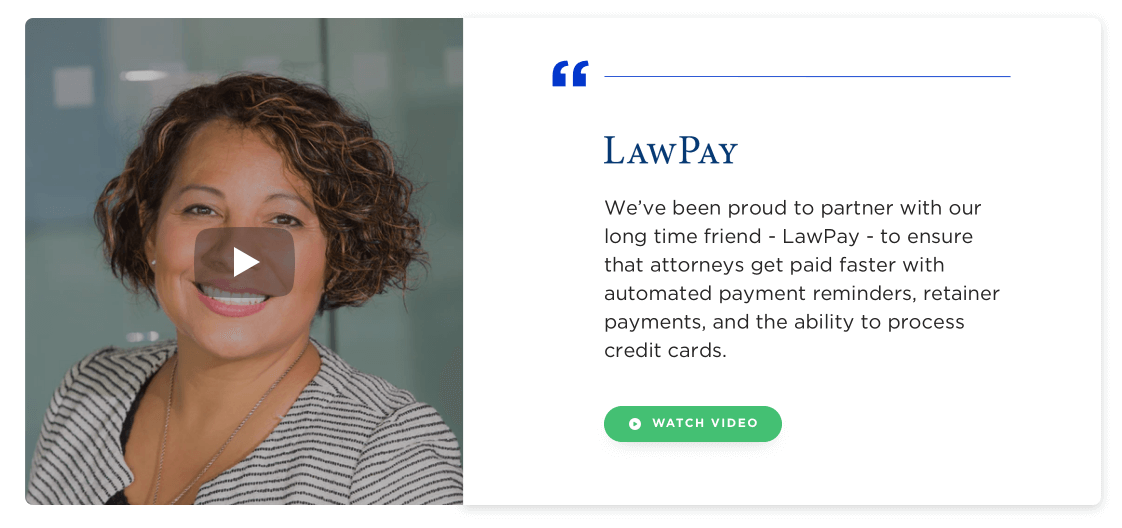 “
LAWPAY
We’ve been proud to partner with our
long time friend - LawPay - to ensure
that attorneys get paid faster with
automated payment reminders, retainer
payments, and the ability to process
credit cards.
WATCH VIDEO